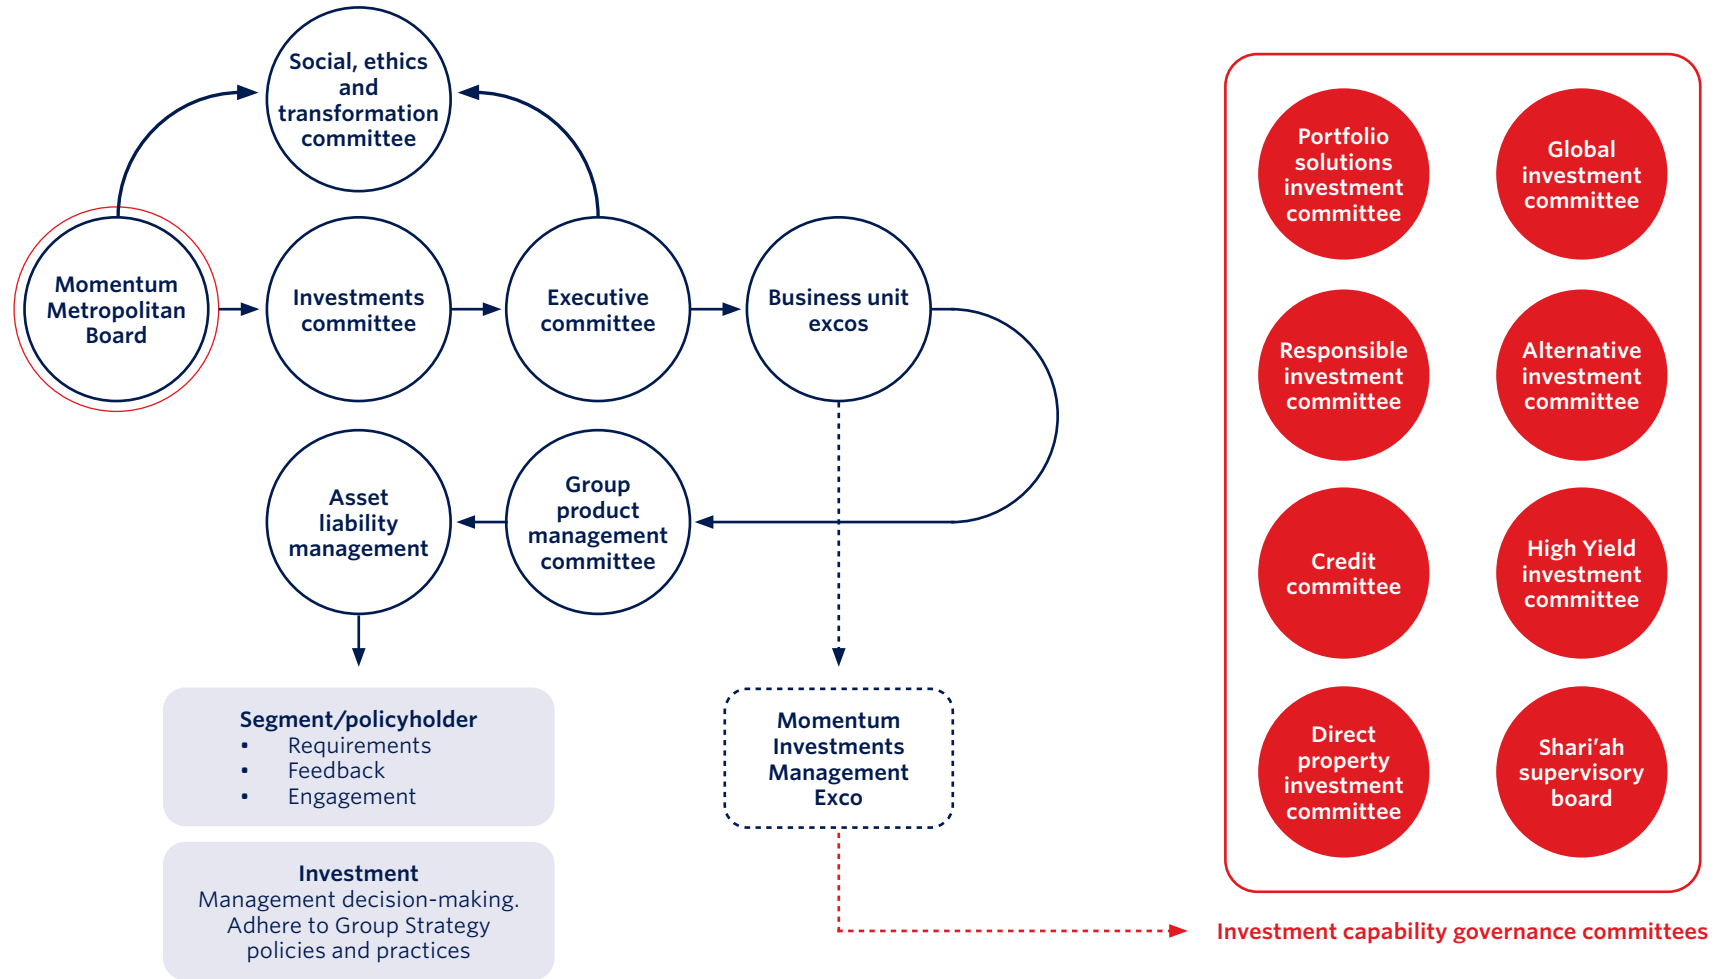 Social, ethics
and
transformation
committee
Momentum
Metropolitan
Board
Investments
committee
Executive
committee
Business unit
excos
Asset
liability
management
Group
product
management
committee
Segment/policyholder
• Requirements
• Feedback
• Engagement
Investment
Management decision-making.
Adhere to Group Strategy
policies and practices
Momentum
Investments
Management
Exco
Portfolio
solutions
investment
committee
Global
investment
committee
Responsible
investment
committee
Alternative
investment
committee
Credit
committee
High Yield
investment
committee
Direct
property
investment
committee
Shari’ah
supervisory
board
Investment capability governance committees